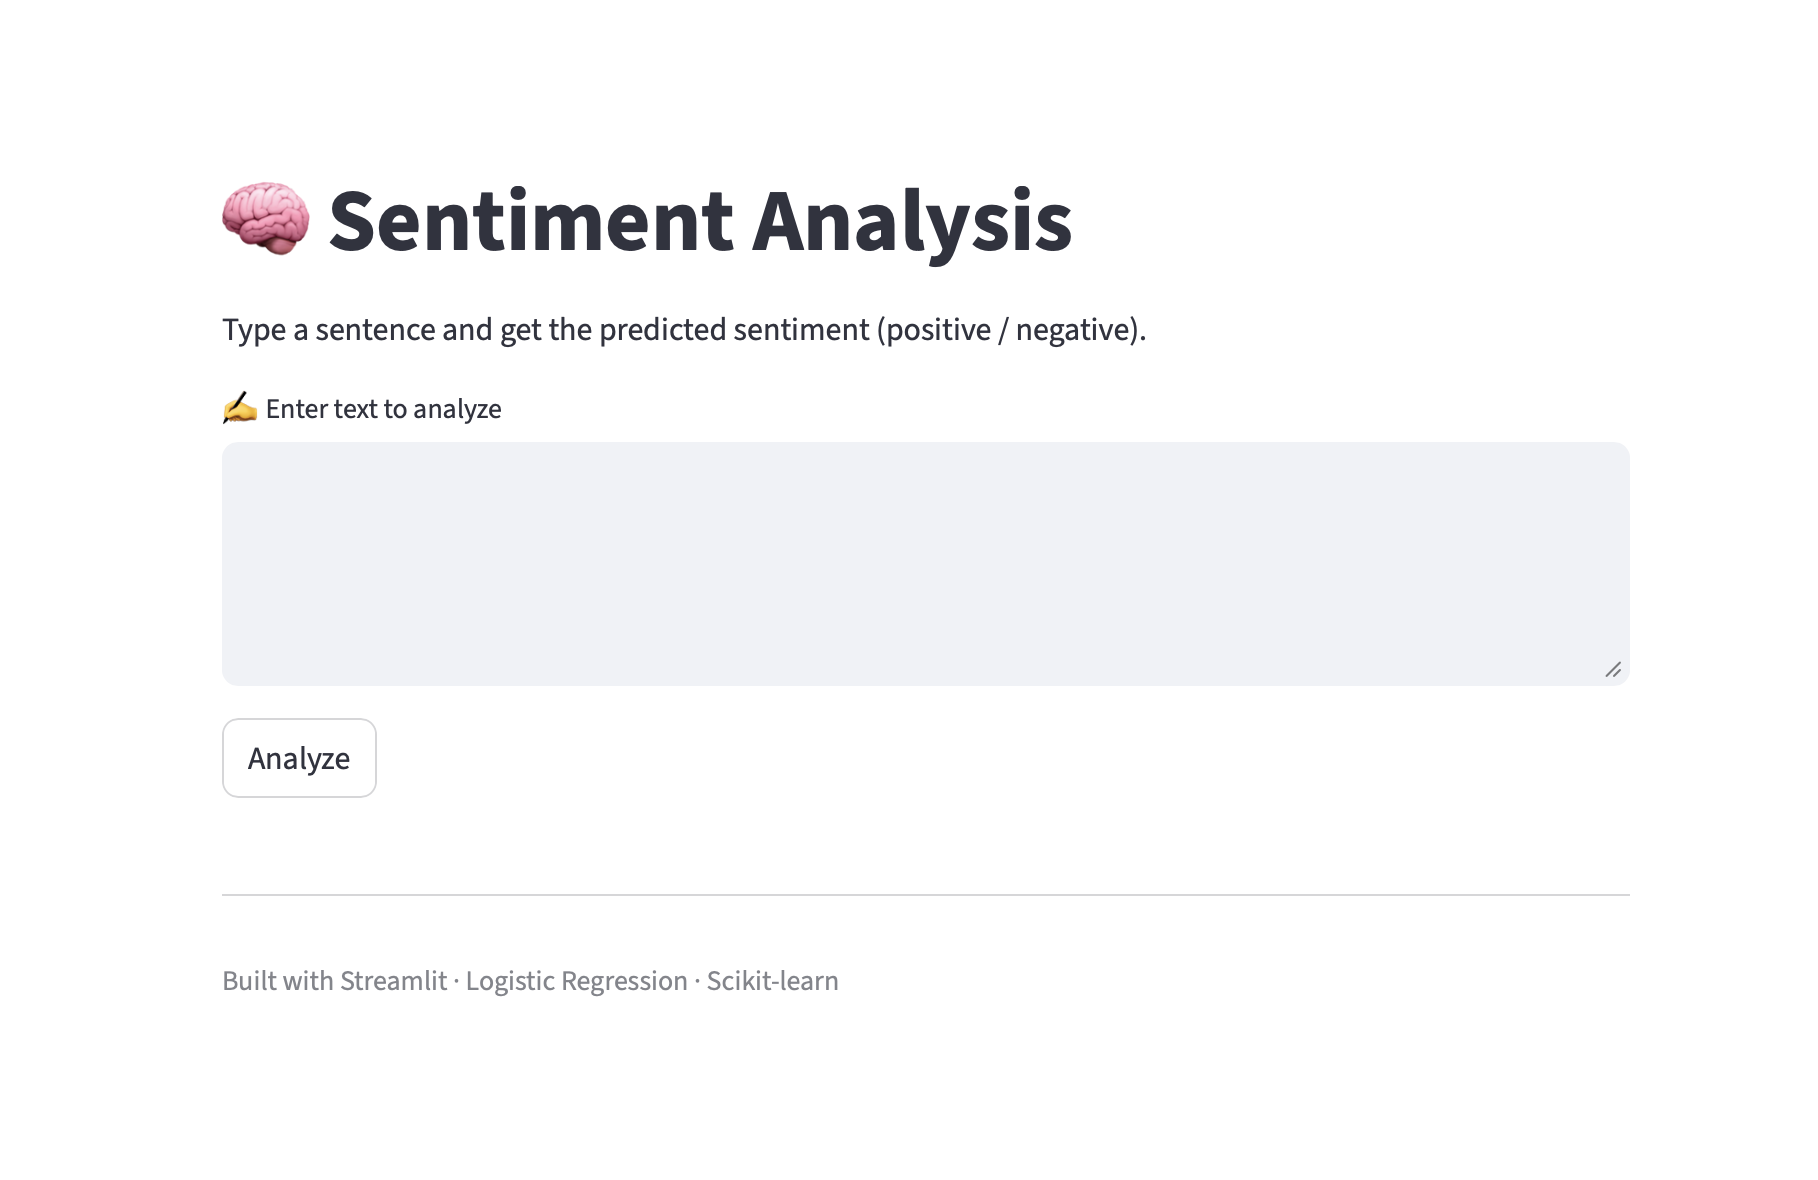 🧠 Sentiment Analysis
Type a sentence and get the predicted sentiment (positive / negative).
✍️ Enter text to analyze
Analyze
Built with Streamlit · Logistic Regression · Scikit-learn